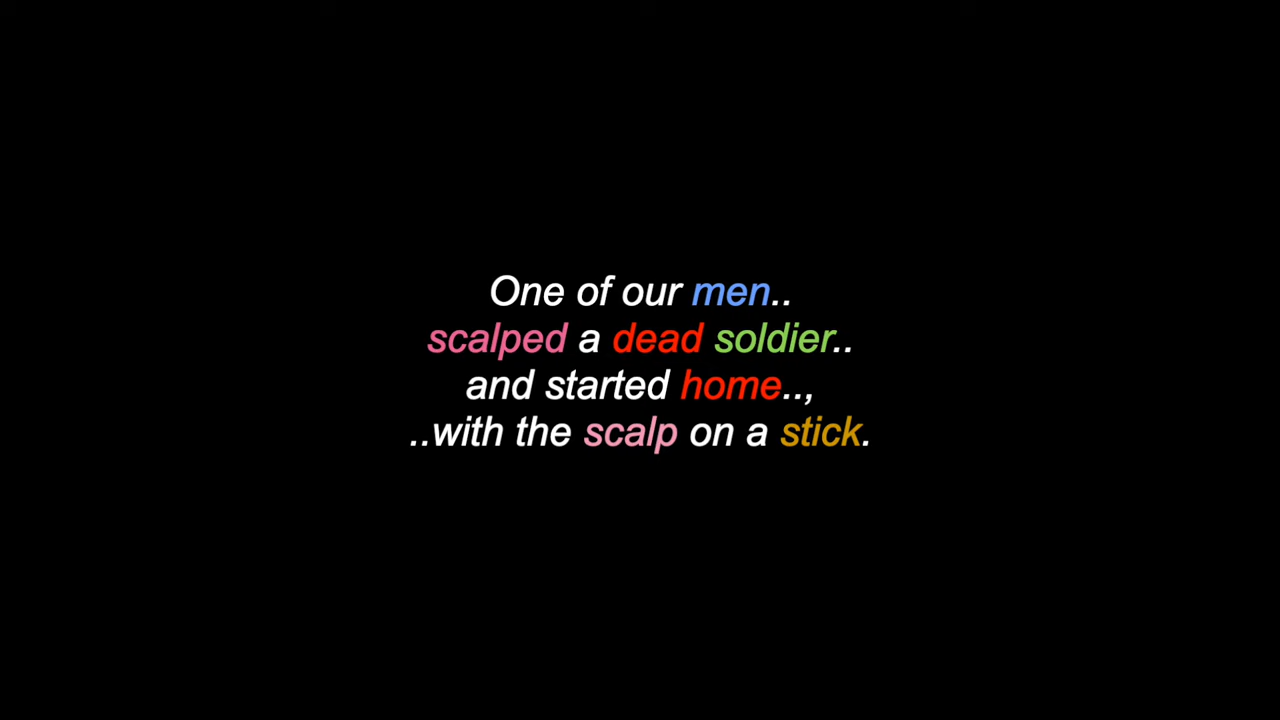 One of our men..
scalped a dead soldier..
and started home..,
..with the scalp on a stick.